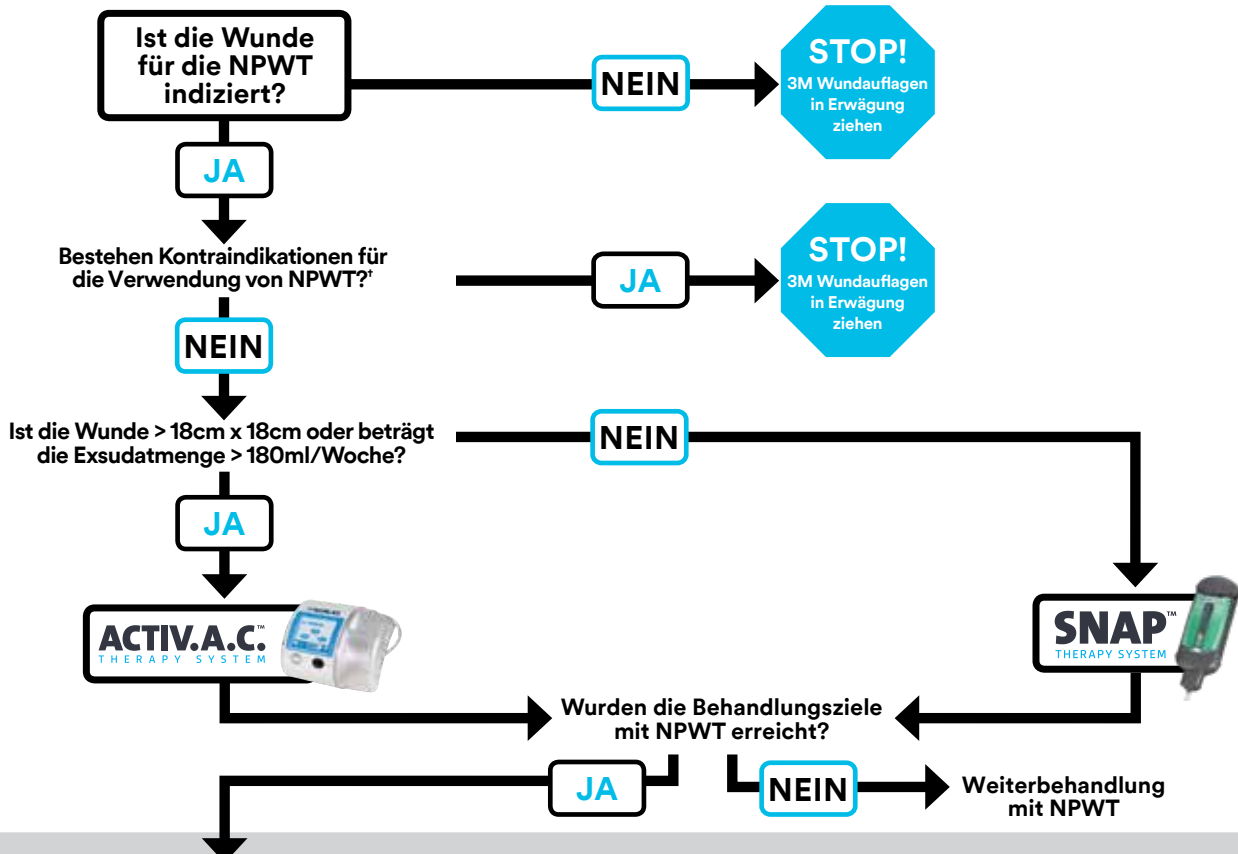 Ist die Wunde
für die NPWT
indiziert?
NEIN
STOP!
3M Wundauflagen
in Erwägung
ziehen
JA
Bestehen Kontraindikationen für
die Verwendung von NPWT?†
JA
STOP!
3M Wundauflagen
in Erwägung
ziehen
NEIN
Ist die Wunde > 18cm x 18cm oder beträgt
die Exsudatmenge > 180ml/Woche?
NEIN
JA
ACTIV.A.C.™
THERAPY SYSTEM
SNAP™
THERAPY SYSTEM
Wurden die Behandlungsziele
mit NPWT erreicht?
JA
NEIN
Weiterbehandlung
mit NPWT